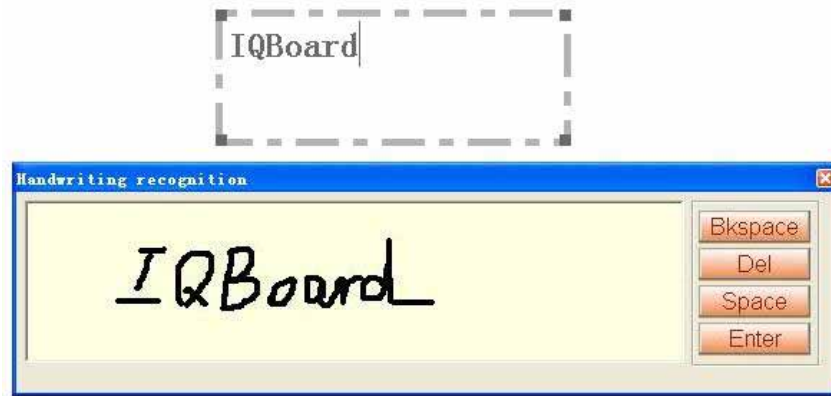 IQBoard
Handwriting recognition
IQBoard
Bkspace
Del
Space
Enter